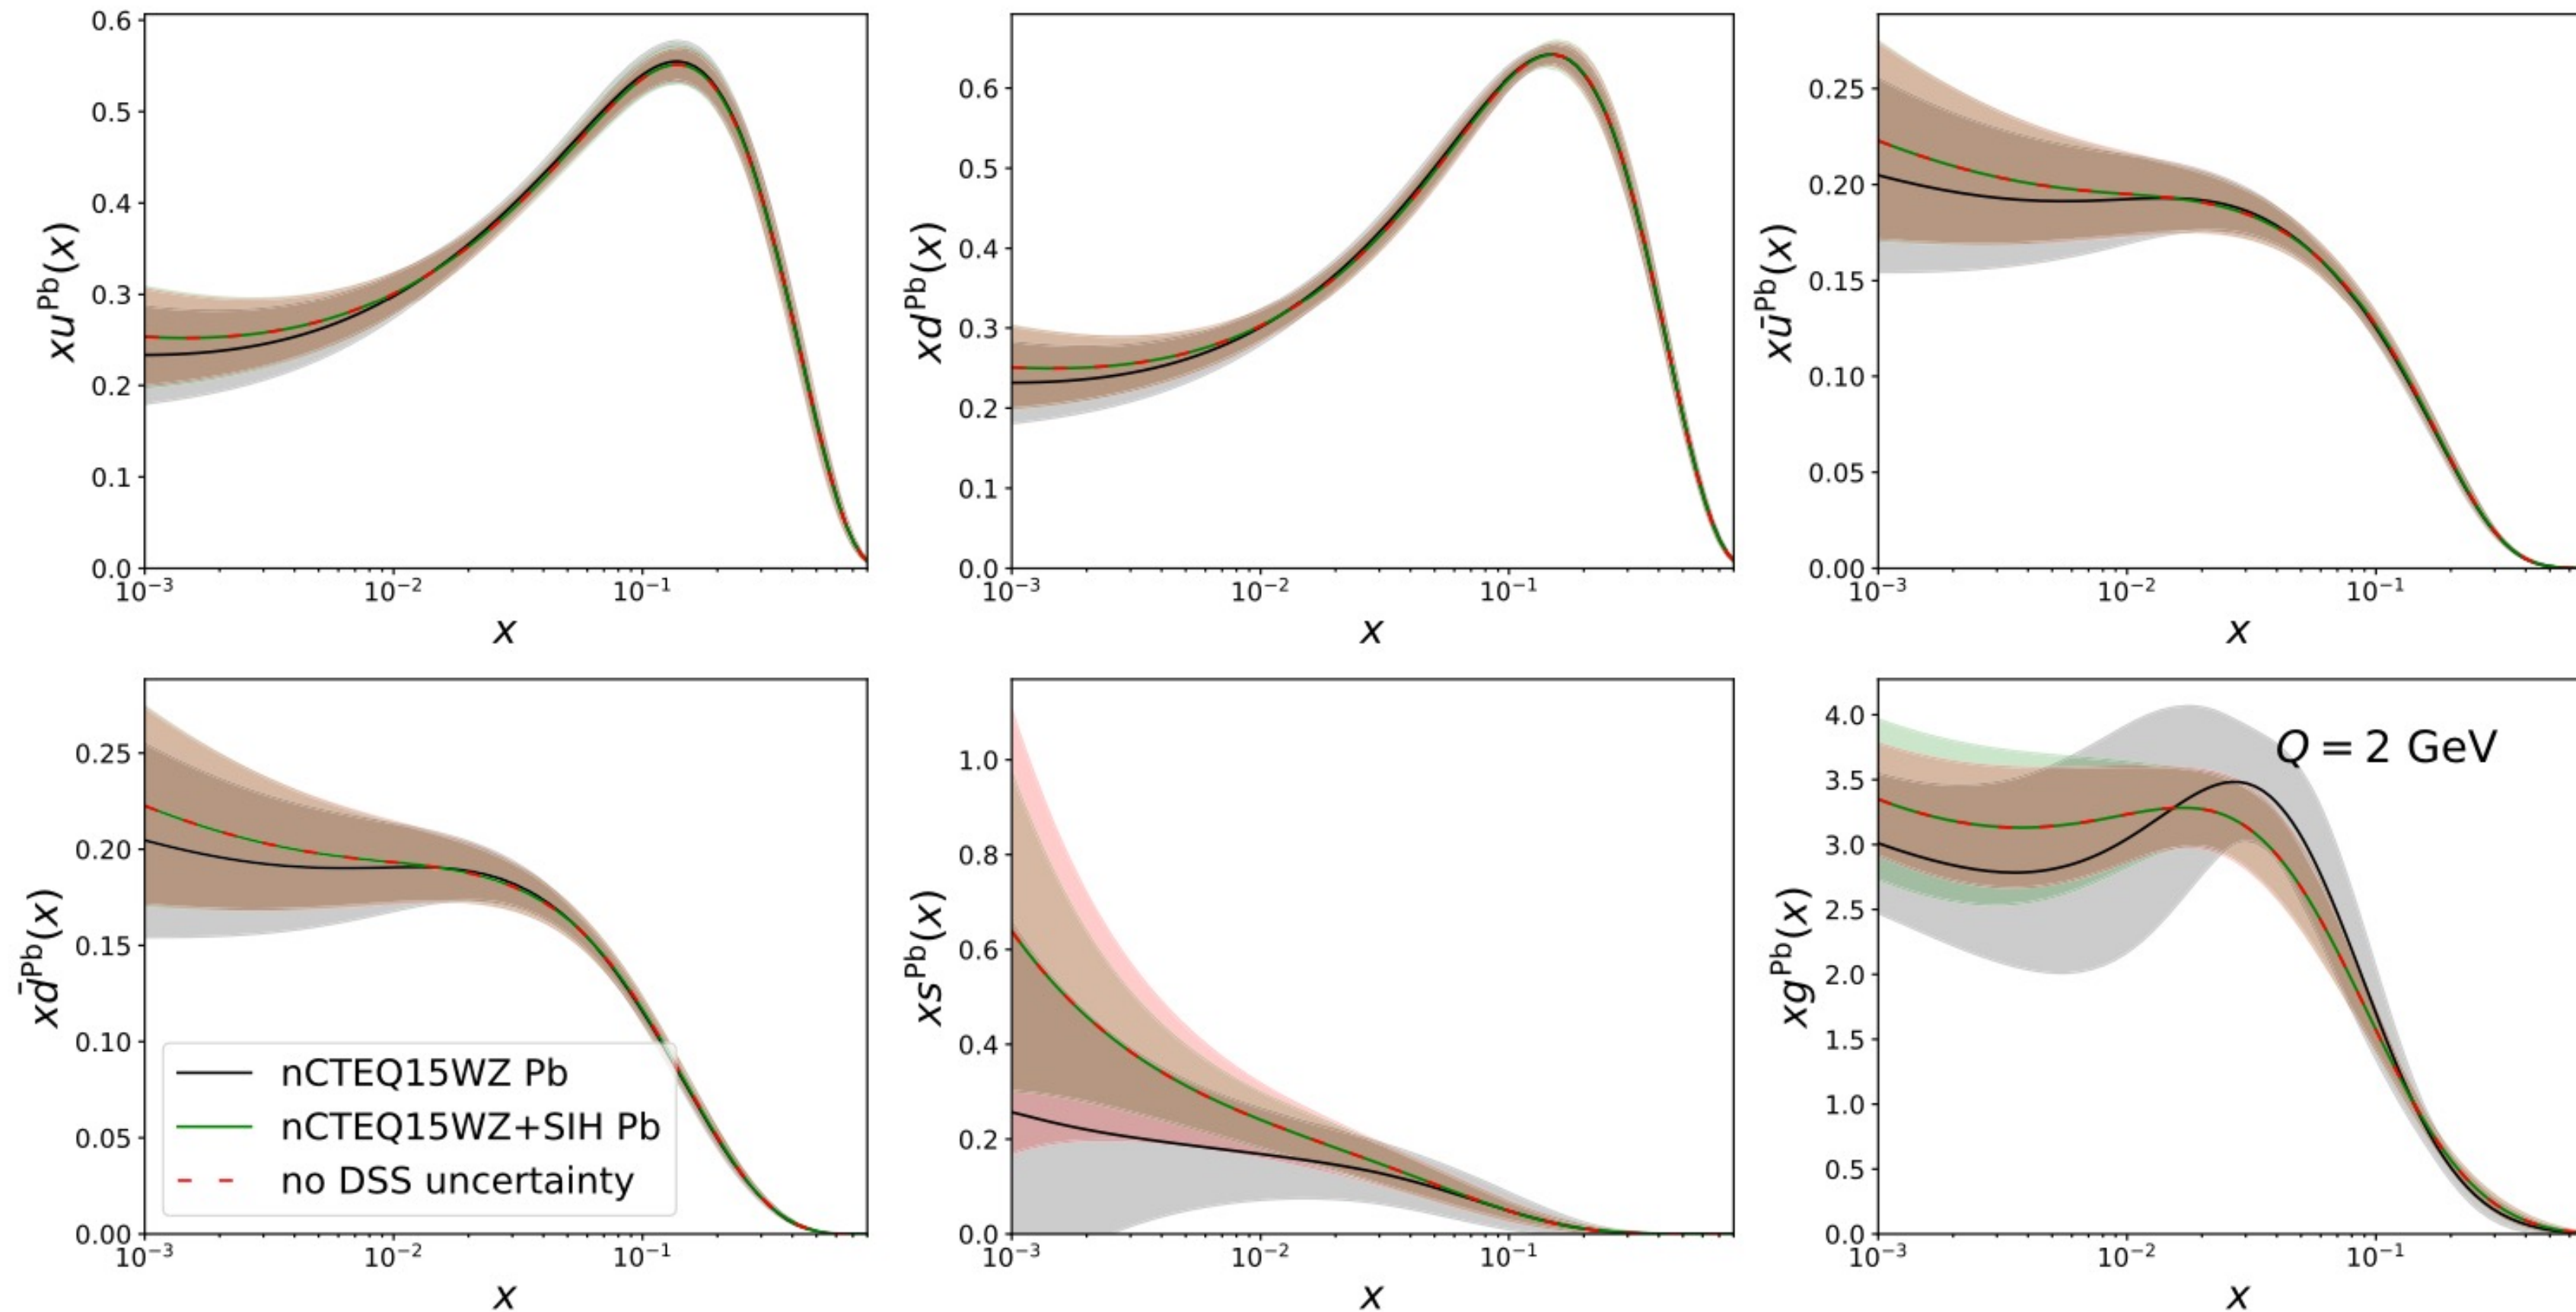 0.6
0.5
0.4
0.3
0.2
0.1
0.0
xu^Pb(x)
10⁻³ 10⁻² 10⁻¹
x
0.6
0.5
0.4
0.3
0.2
0.1
0.0
xd^Pb(x)
10⁻³ 10⁻² 10⁻¹
x
0.25
0.20
0.15
0.10
0.05
0.00
xū^Pb(x)
10⁻³ 10⁻² 10⁻¹
x
0.25
0.20
0.15
0.10
0.05
0.00
xd̄^Pb(x)
nCTEQ15WZ Pb
nCTEQ15WZ+SIH Pb
no DSS uncertainty
10⁻³ 10⁻² 10⁻¹
x
1.0
0.8
0.6
0.4
0.2
0.0
xs^Pb(x)
10⁻³ 10⁻² 10⁻¹
x
4.0
3.5
3.0
2.5
2.0
1.5
1.0
0.5
0.0
xg^Pb(x)
Q = 2 GeV
10⁻³ 10⁻² 10⁻¹
x